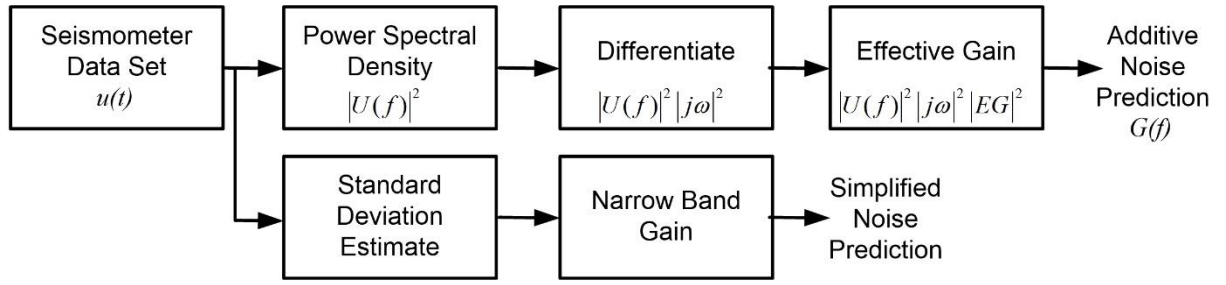 Seismometer
Data Set
u(t)
Power Spectral
Density
|U(f)|²
Differentiate
|U(f)|² |jω|²
Effective Gain
|U(f)|² |jω|² |EG|²
Additive
Noise
Prediction
G(f)
Standard
Deviation
Estimate
Narrow Band
Gain
Simplified
Noise
Prediction